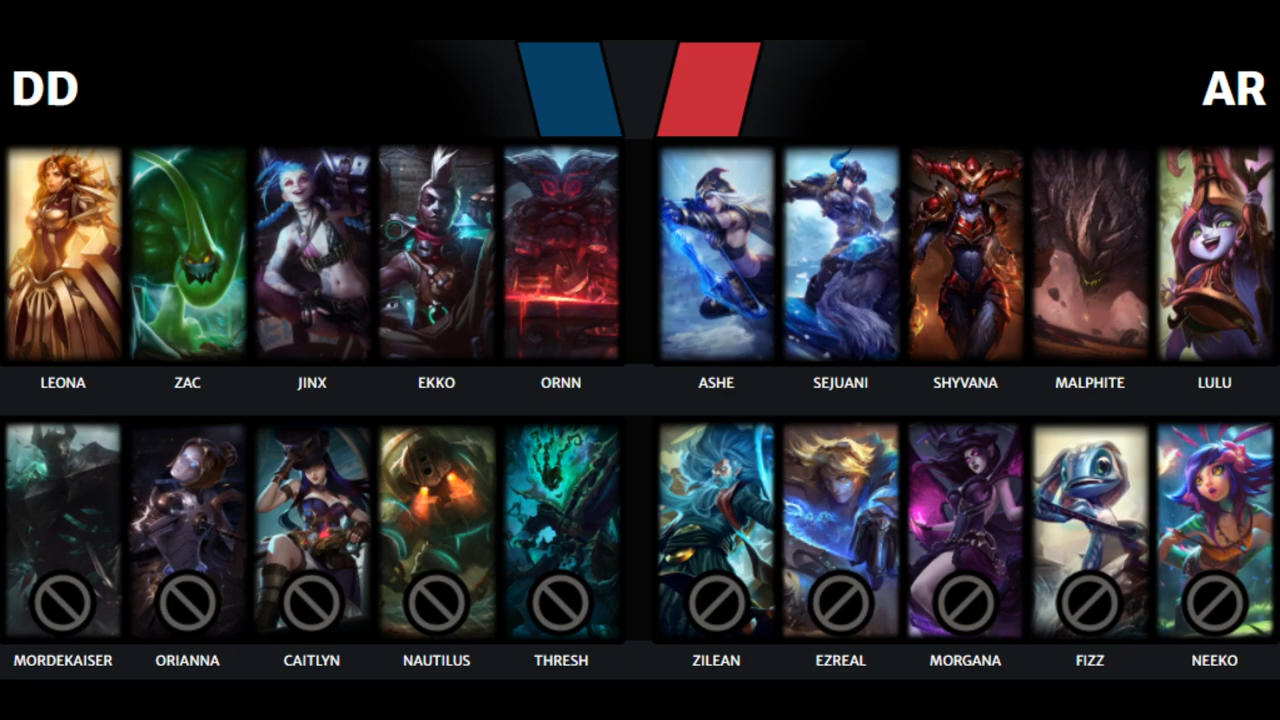 DD
AR
LEONA ZAC JINX EKKO ORNN ASHE SEJUANI SHYVANA MALPHITE LULU
MORDEKAISER ORIANNA CAITLYN NAUTILUS THRESH ZILEAN EZREAL MORGANA FIZZ NEEKO